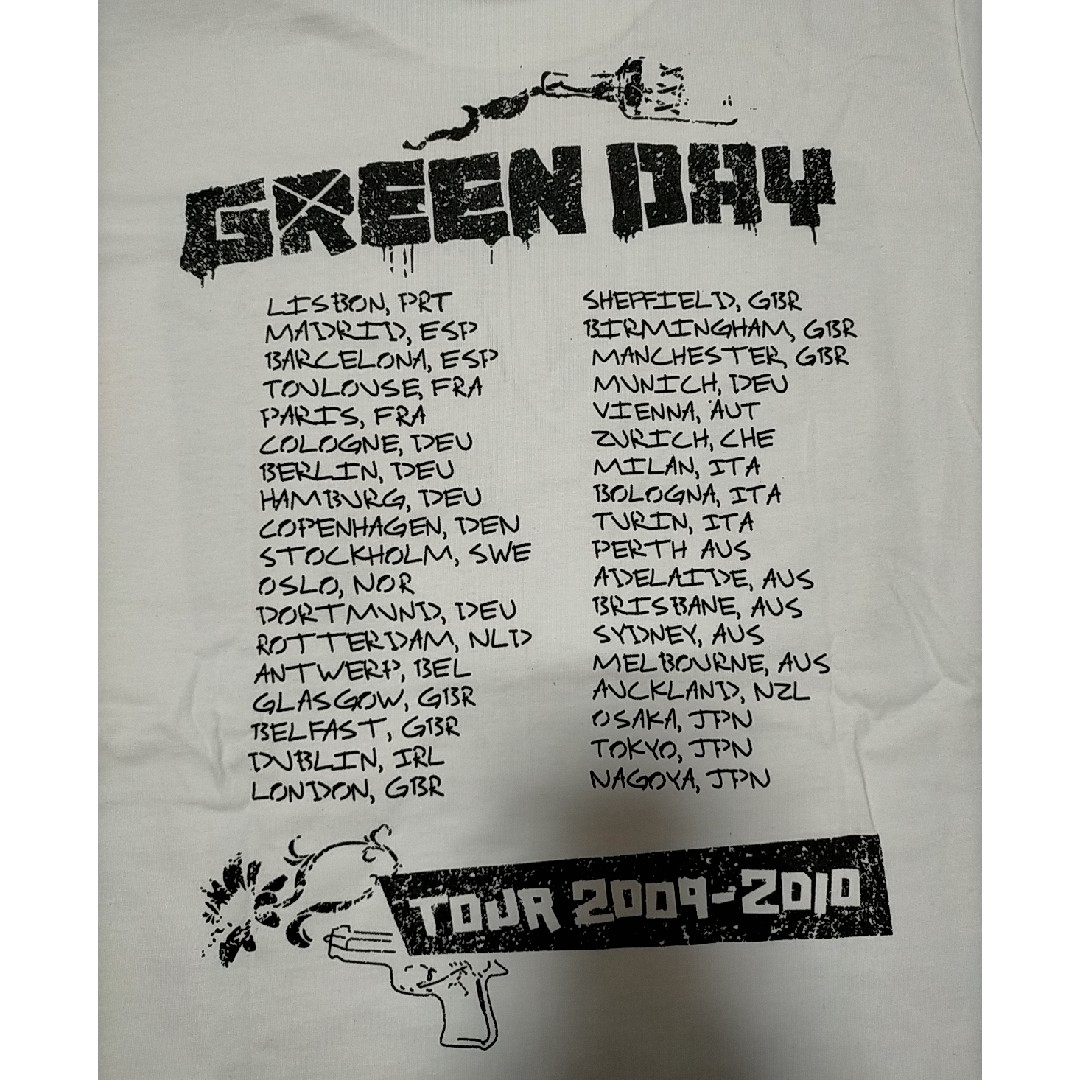 XXX
GREEN DAY
LISBON, PRT
MADRID, ESP
BARCELONA, ESP
TOULOUSE, FRA
PARIS, FRA
COLOGNE, DEU
BERLIN, DEU
HAMBURG, DEU
COPENHAGEN, DEN
STOCKHOLM, SWE
OSLO, NOR
DORTMUND, DEU
ROTTERDAM, NLD
ANTWERP, BEL
GLASGOW, GBR
BELFAST, GBR
DUBLIN, IRL
LONDON, GBR
SHEFFIELD, GBR
BIRMINGHAM, GBR
MANCHESTER, GBR
MUNICH, DEU
VIENNA, AUT
ZURICH, CHE
MILAN, ITA
BOLOGNA, ITA
TURIN, ITA
PERTH AUS
ADELAIDE, AUS
BRISBANE, AUS
SYDNEY, AUS
MELBOURNE, AUS
AUCKLAND, NZL
OSAKA, JPN
TOKYO, JPN
NAGOYA, JPN
TOUR 2009-2010